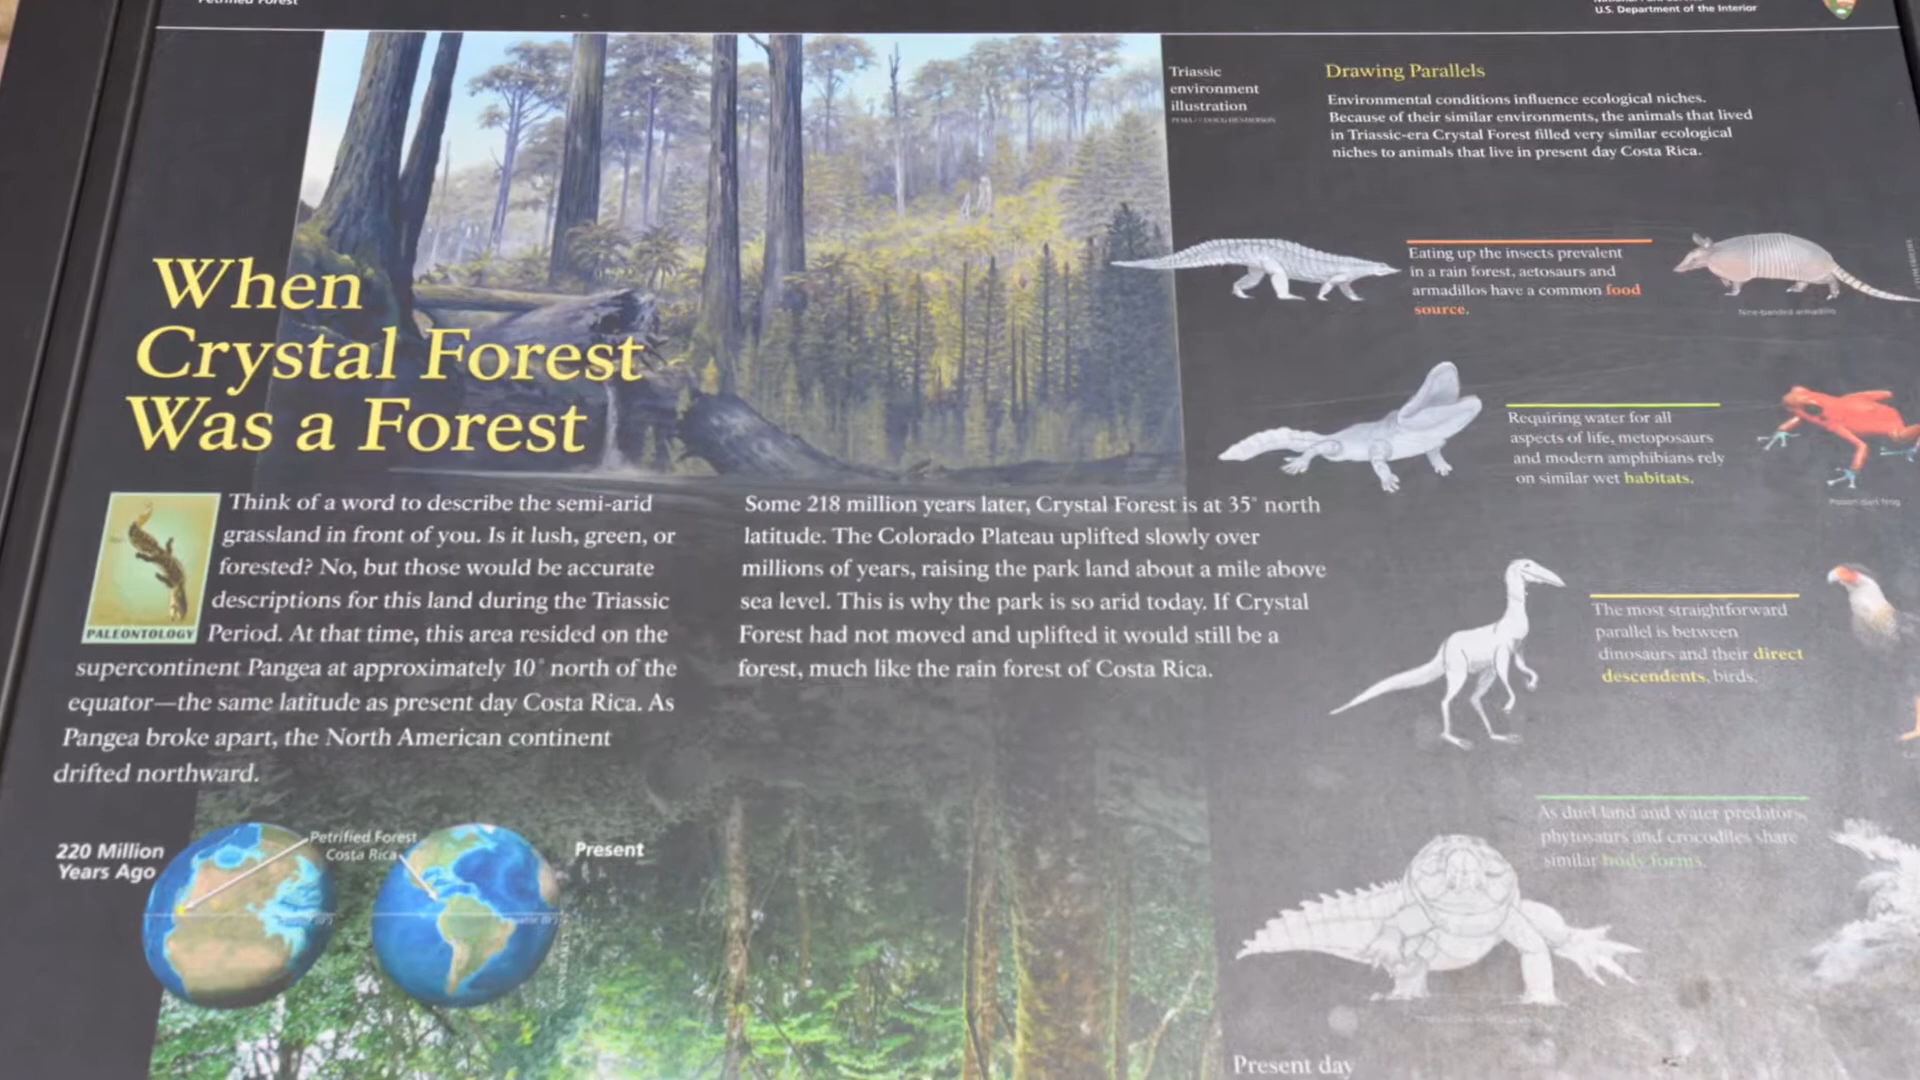 Petrified Forest
U.S. Department of the Interior
When
Crystal Forest
Was a Forest
Triassic
environment
illustration
Think of a word to describe the semi-arid
grassland in front of you. Is it lush, green, or
forested? No, but those would be accurate
descriptions for this land during the Triassic
Period. At that time, this area resided on the
supercontinent Pangea at approximately 10° north of the
equator—the same latitude as present day Costa Rica. As
Pangea broke apart, the North American continent
drifted northward.
PALEONTOLOGY
Some 218 million years later, Crystal Forest is at 35° north
latitude. The Colorado Plateau uplifted slowly over
millions of years, raising the park land about a mile above
sea level. This is why the park is so arid today. If Crystal
Forest had not moved and uplifted it would still be a
forest, much like the rain forest of Costa Rica.
220 Million
Years Ago
Petrified Forest
Costa Rica
Present
Drawing Parallels
Environmental conditions influence ecological niches.
Because of their similar environments, the animals that lived
in Triassic-era Crystal Forest filled very similar ecological
niches to animals that live in present day Costa Rica.
Eating up the insects prevalent
in a rain forest, aetosaurs and
armadillos have a common food
source.
Nine-banded armadillo
Requiring water for all
aspects of life, metoposaurs
and modern amphibians rely
on similar wet habitats.
Poison dart frog
The most straightforward
parallel is between
dinosaurs and their direct
descendents, birds.
As duel land and water predators,
phytosaurs and crocodiles share
similar body forms.
Present day